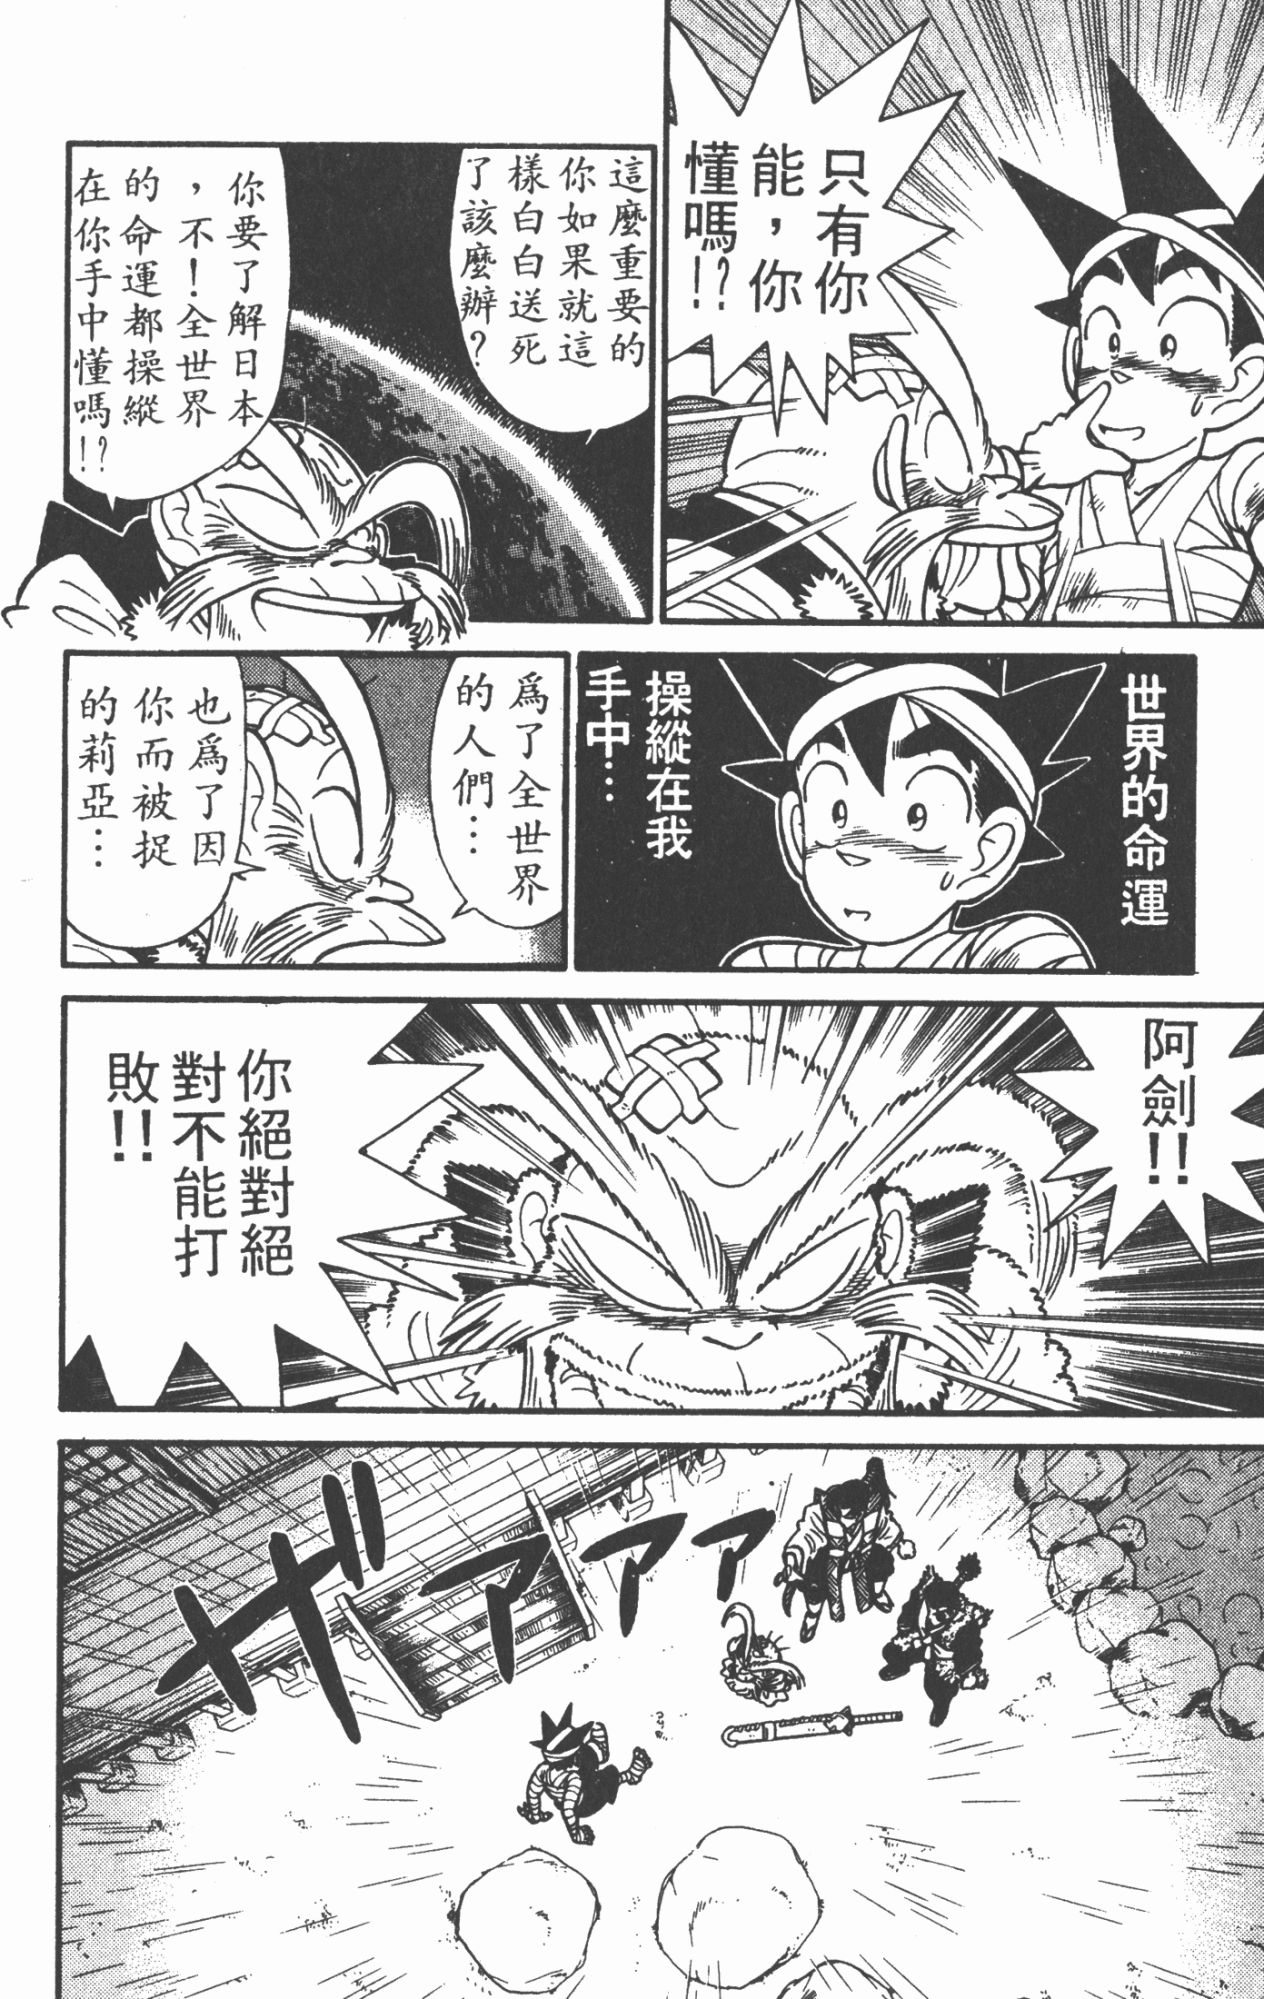 只有你
能，你
懂嗎!?
這麼重要的
你如果就這
樣白白送死
了該麼辦？
你要了解日本
，不！全世界
的命運都操縱
在你手中懂嗎!?
世界的命運
操縱在我
手中…
爲了全世界
的人們…
也爲了因
你而被捉
的莉亞…
阿劍!!
你絕對絕
對不能打
敗!!
ザァァァ